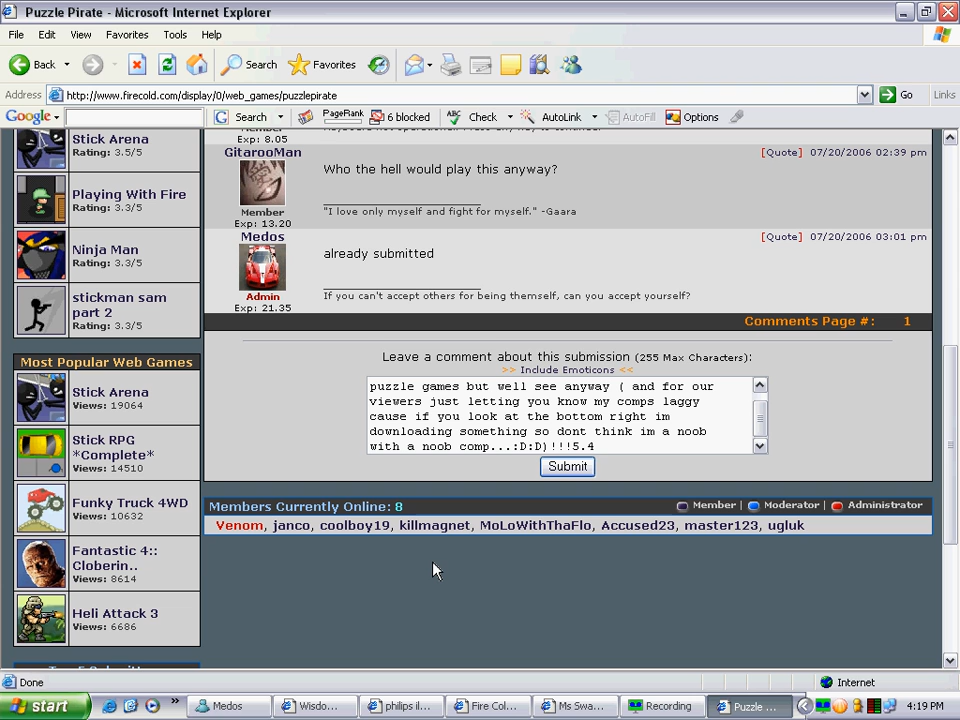 Puzzle Pirate - Microsoft Internet Explorer
File Edit View Favorites Tools Help
Back Search Favorites
Address http://www.firecold.com/display/0/web_games/puzzlepirate Go Links
Google Search PageRank 6 blocked ABC Check AutoLink AutoFill Options
Stick Arena
Rating: 3.5/5
Playing With Fire
Rating: 3.3/5
Ninja Man
Rating: 3.3/5
stickman sam
part 2
Rating: 3.3/5
Most Popular Web Games
Stick Arena
Views: 19064
Stick RPG
*Complete*
Views: 14510
Funky Truck 4WD
Views: 10632
Fantastic 4::
Cloberin..
Views: 8614
Heli Attack 3
Views: 6686
Exp: 8.05
GitarooMan
[Quote] 07/20/2006 02:39 pm
Who the hell would play this anyway?
"I love only myself and fight for myself." -Gaara
Member
Exp: 13.20
Medos
[Quote] 07/20/2006 03:01 pm
already submitted
If you can't accept others for being themself, can you accept yourself?
Admin
Exp: 21.35
Comments Page #: 1
Leave a comment about this submission (255 Max Characters):
>> Include Emoticons <<
puzzle games but well see anyway ( and for our
viewers just letting you know my comps laggy
cause if you look at the bottom right im
downloading something so dont think im a noob
with a noob comp...:D:D)!!!5.4
Submit
Members Currently Online: 8 Member | Moderator | Administrator
Venom, janco, coolboy19, killmagnet, MoLoWithThaFlo, Accused23, master123, ugluk
Done Internet
start Medos Wisdo... philips il... Fire Col... Ms Swa... Recording Puzzle ... 4:19 PM